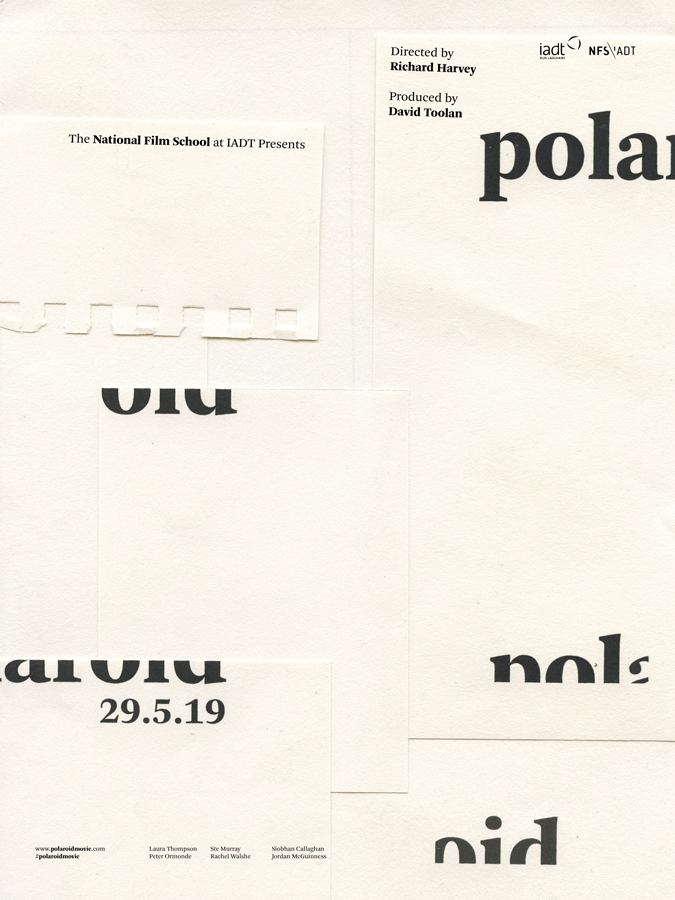 Directed by
Richard Harvey
iadt
DUN LAOGHAIRE
NFS\IADT
Produced by
David Toolan
polar
The National Film School at IADT Presents
oid
pola
aroid
29.5.19
oid
www.polaroidmovie.com
#polaroidmovie
Laura Thompson
Peter Ormonde
Ste Murray
Rachel Walshe
Siobhan Callaghan
Jordan McGuinness